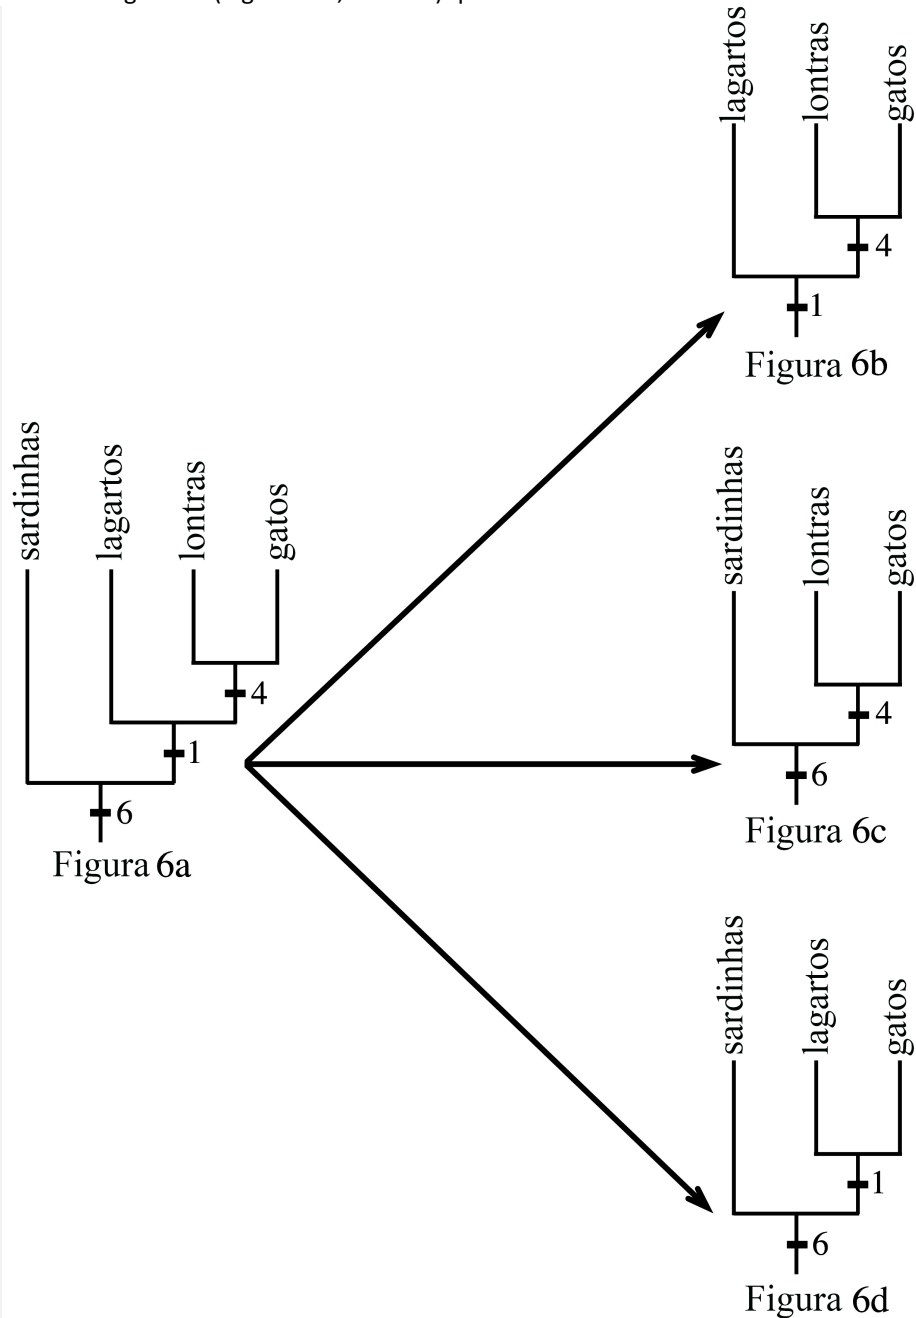 lagartos
lontras
gatos
4
1
Figura 6b
sardinhas
lagartos
lontras
gatos
4
1
6
Figura 6a
sardinhas
lontras
gatos
4
6
Figura 6c
sardinhas
lagartos
gatos
1
6
Figura 6d